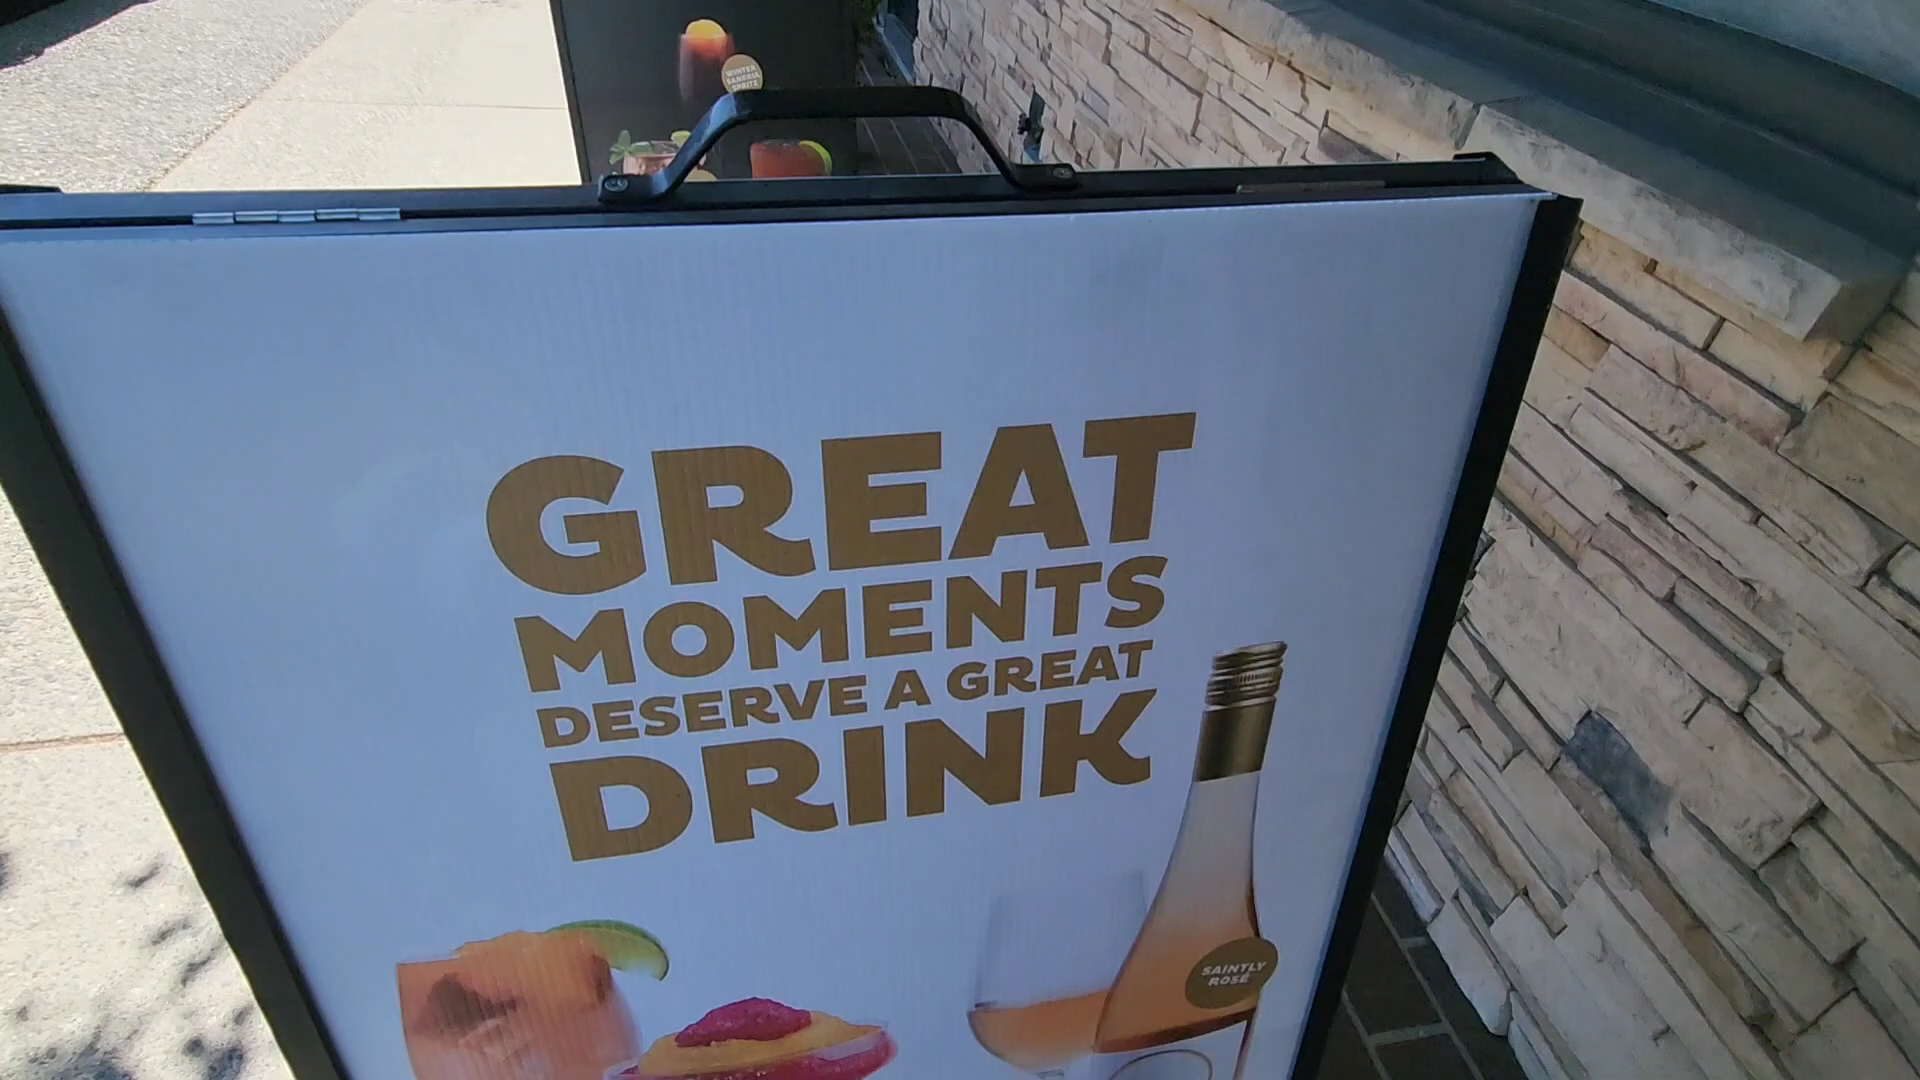 WINTER
SANGRIA
SPRITZ
GREAT
MOMENTS
DESERVE A GREAT
DRINK
SAINTLY
ROSÉ